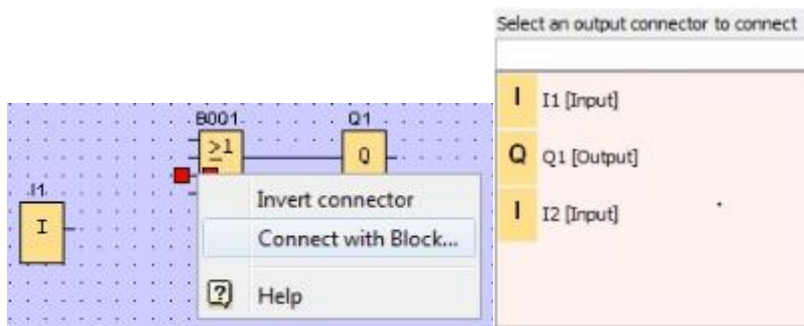 Select an output connector to connect
I I1 [Input]
Q Q1 [Output]
I I2 [Input]
B001
Q1
≥1
Q
I1
I
Invert connector
Connect with Block...
? Help